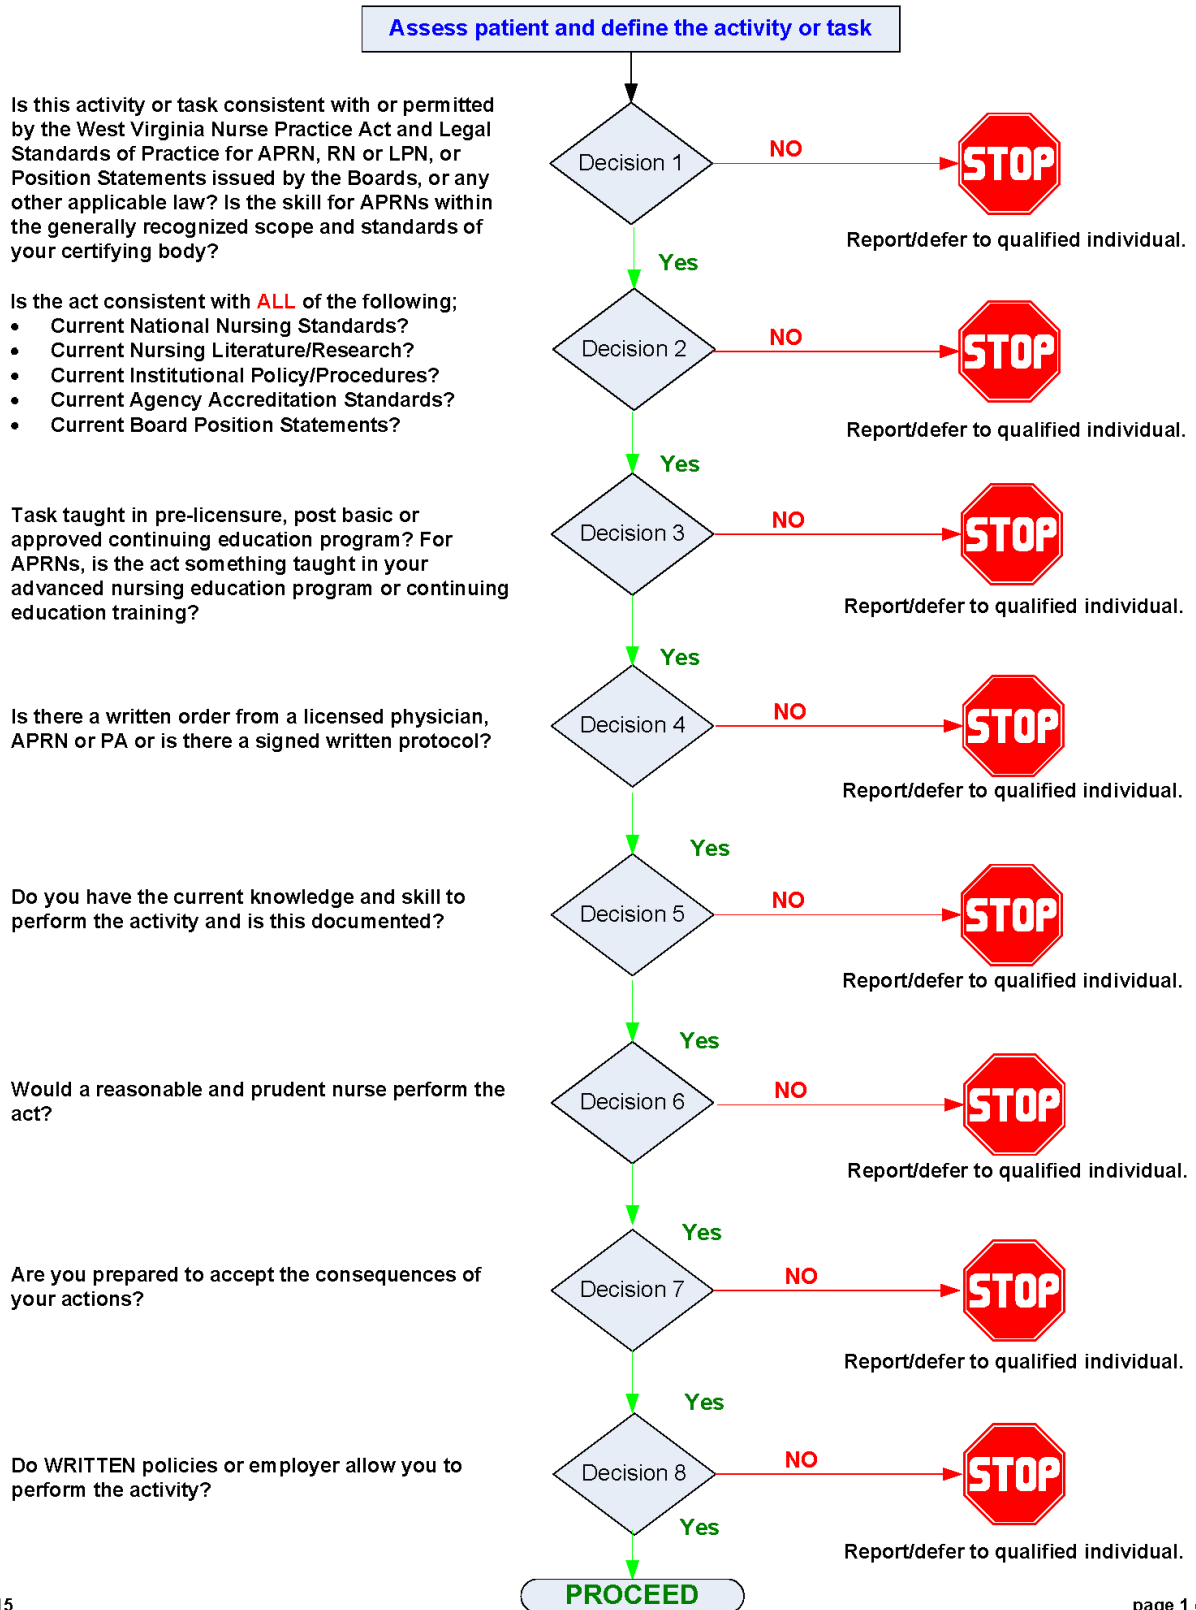 Assess patient and define the activity or task
Is this activity or task consistent with or permitted
by the West Virginia Nurse Practice Act and Legal
Standards of Practice for APRN, RN or LPN, or
Position Statements issued by the Boards, or any
other applicable law? Is the skill for APRNs within
the generally recognized scope and standards of
your certifying body?
Decision 1
NO
STOP
Report/defer to qualified individual.
Yes
Is the act consistent with ALL of the following;
• Current National Nursing Standards?
• Current Nursing Literature/Research?
• Current Institutional Policy/Procedures?
• Current Agency Accreditation Standards?
• Current Board Position Statements?
Decision 2
NO
STOP
Report/defer to qualified individual.
Yes
Task taught in pre-licensure, post basic or
approved continuing education program? For
APRNs, is the act something taught in your
advanced nursing education program or continuing
education training?
Decision 3
NO
STOP
Report/defer to qualified individual.
Yes
Is there a written order from a licensed physician,
APRN or PA or is there a signed written protocol?
Decision 4
NO
STOP
Report/defer to qualified individual.
Yes
Do you have the current knowledge and skill to
perform the activity and is this documented?
Decision 5
NO
STOP
Report/defer to qualified individual.
Yes
Would a reasonable and prudent nurse perform the
act?
Decision 6
NO
STOP
Report/defer to qualified individual.
Yes
Are you prepared to accept the consequences of
your actions?
Decision 7
NO
STOP
Report/defer to qualified individual.
Yes
Do WRITTEN policies or employer allow you to
perform the activity?
Decision 8
NO
STOP
Report/defer to qualified individual.
Yes
PROCEED
15
page 1